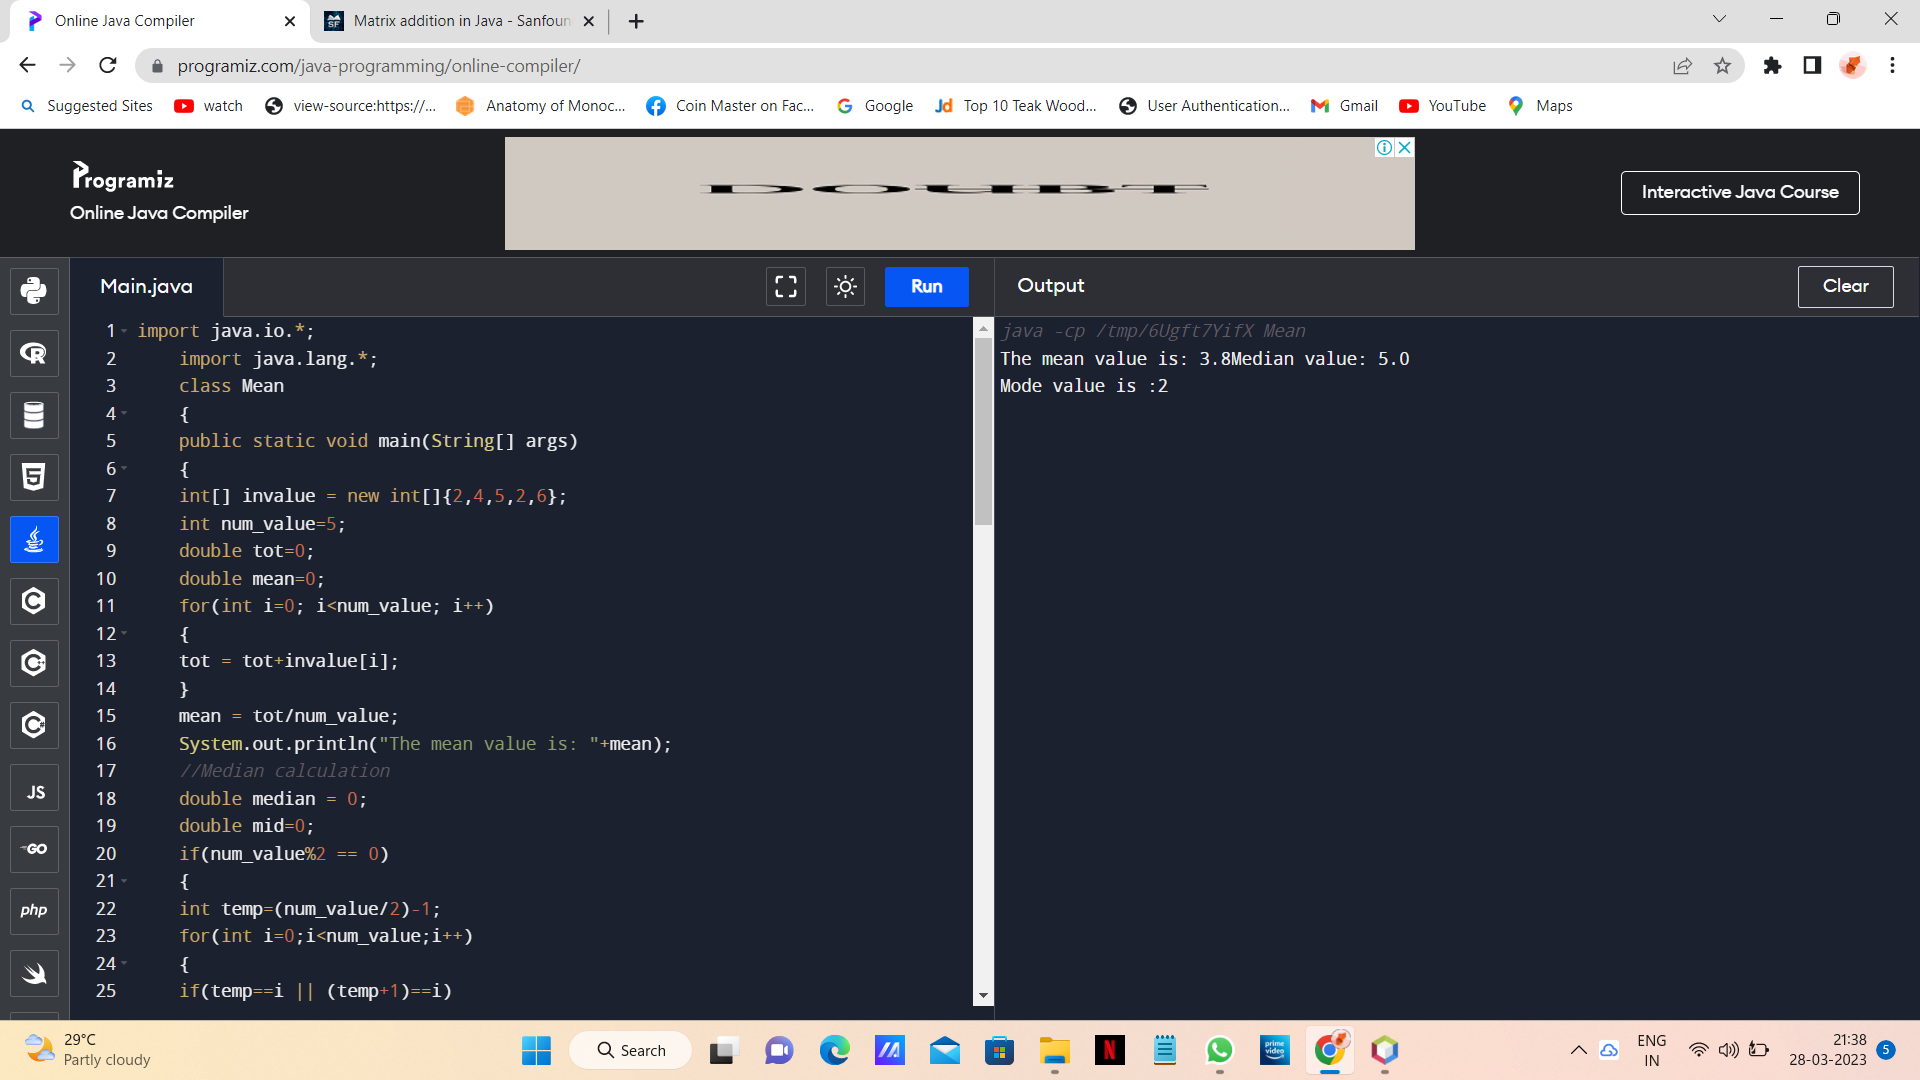 Online Java Compiler
Matrix addition in Java - Sanfoun
programiz.com/java-programming/online-compiler/
Suggested Sites
watch
view-source:https://...
Anatomy of Monoc...
Coin Master on Fac...
Google
Jd
Top 10 Teak Wood...
User Authentication...
Gmail
YouTube
Maps
Programiz
Online Java Compiler
DOUBT
Interactive Java Course
Main.java
Run
Output
Clear
1 import java.io.*;
2 import java.lang.*;
3 class Mean
4 {
5 public static void main(String[] args)
6 {
7 int[] invalue = new int[]{2,4,5,2,6};
8 int num_value=5;
9 double tot=0;
10 double mean=0;
11 for(int i=0; i<num_value; i++)
12 {
13 tot = tot+invalue[i];
14 }
15 mean = tot/num_value;
16 System.out.println("The mean value is: "+mean);
17 //Median calculation
18 double median = 0;
19 double mid=0;
20 if(num_value%2 == 0)
21 {
22 int temp=(num_value/2)-1;
23 for(int i=0;i<num_value;i++)
24 {
25 if(temp==i || (temp+1)==i)
java -cp /tmp/6Ugft7YifX Mean
The mean value is: 3.8Median value: 5.0
Mode value is :2
R
5
C
C
C
JS
GO
php
29°C
Partly cloudy
Search
N
prime video
ENG
IN
21:38
28-03-2023
5